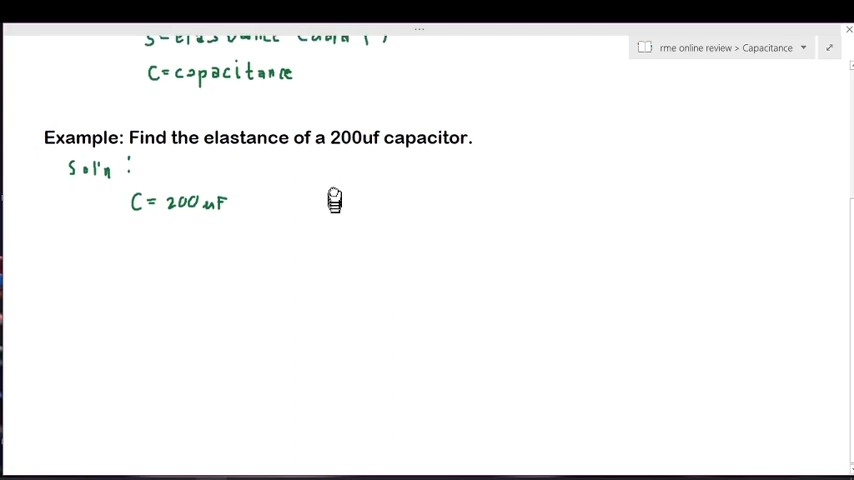 ...
rme online review > Capacitance
C=capacitance
Example: Find the elastance of a 200uf capacitor.
Sol'n :
C = 200 uF